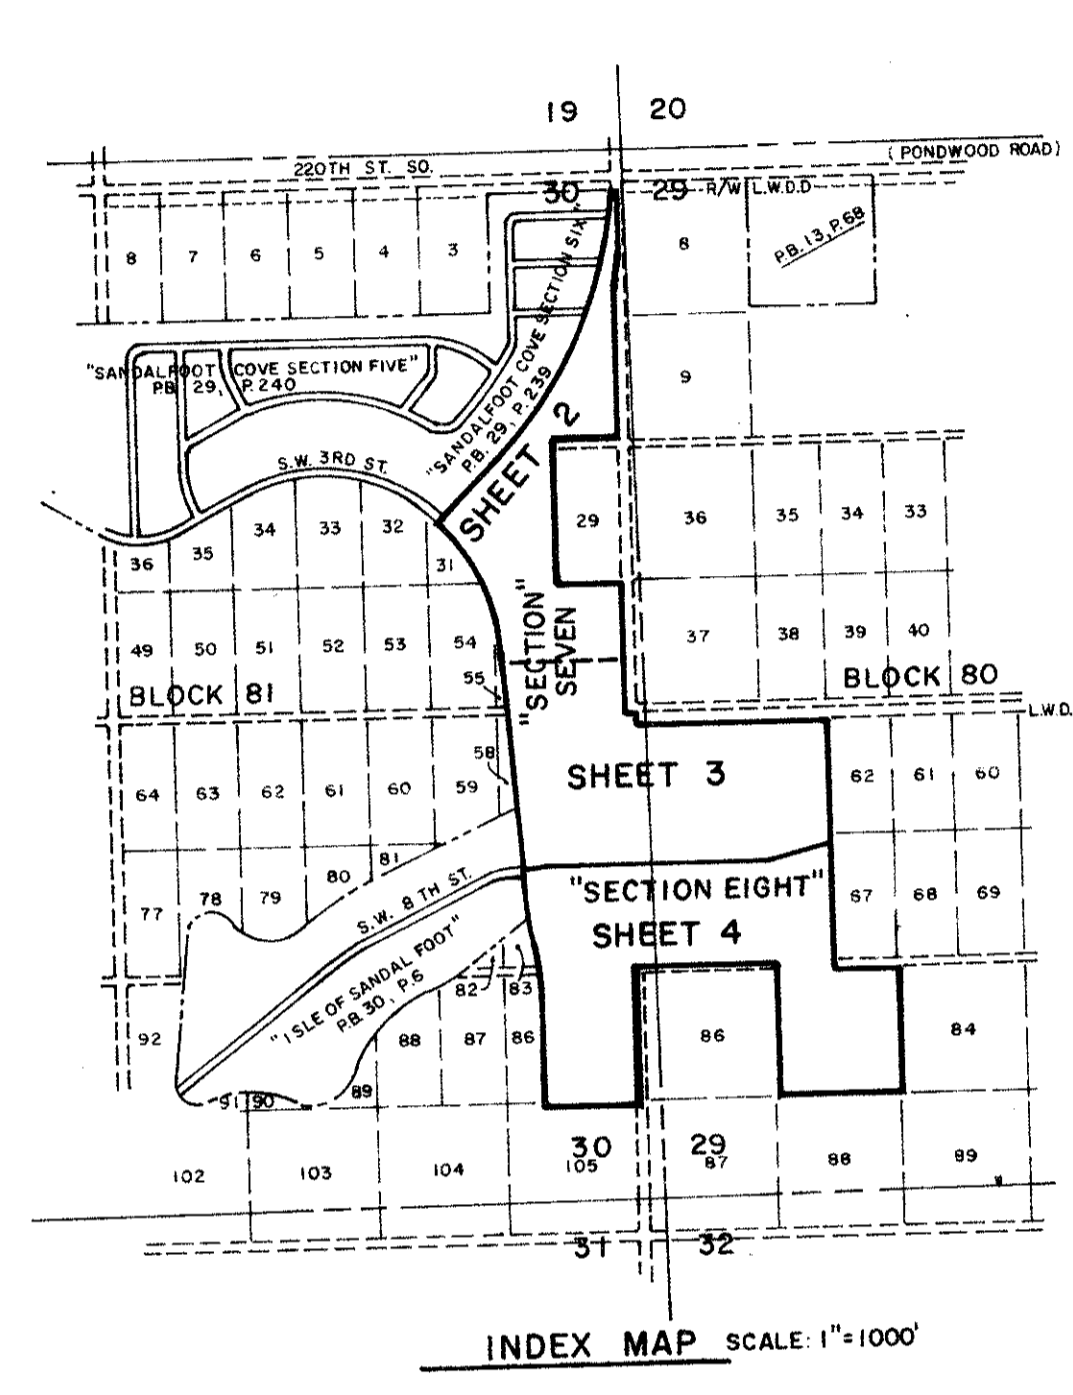 19 20
220TH ST. SO.
(PONDWOOD ROAD)
30 29 R/W L.W.D.D
8 7 6 5 4 3
8
P.B. 13, P. 68
"SANDALFOOT COVE SECTION FIVE"
P.B. 29, P. 240
"SANDALFOOT COVE SECTION SIX,"
P.B. 29, P. 239
9
S.W. 3RD ST.
SHEET 2
36 35 34 33 32 31
29
36 35 34 33
49 50 51 52 53 54
55
"SECTION"
SEVEN
37 38 39 40
BLOCK 81
BLOCK 80
L.W.D.
58
64 63 62 61 60 59
SHEET 3
62 61 60
77 78 79 80 81
S.W. 8TH ST.
"SECTION EIGHT"
SHEET 4
67 68 69
"ISLE OF SANDAL FOOT"
P.B. 30, P. 6
82 83
92
88 87 86
86
84
91 90 89
30 29
102 103 104 105
87 88 89
31 32
INDEX MAP SCALE: 1"=1000'